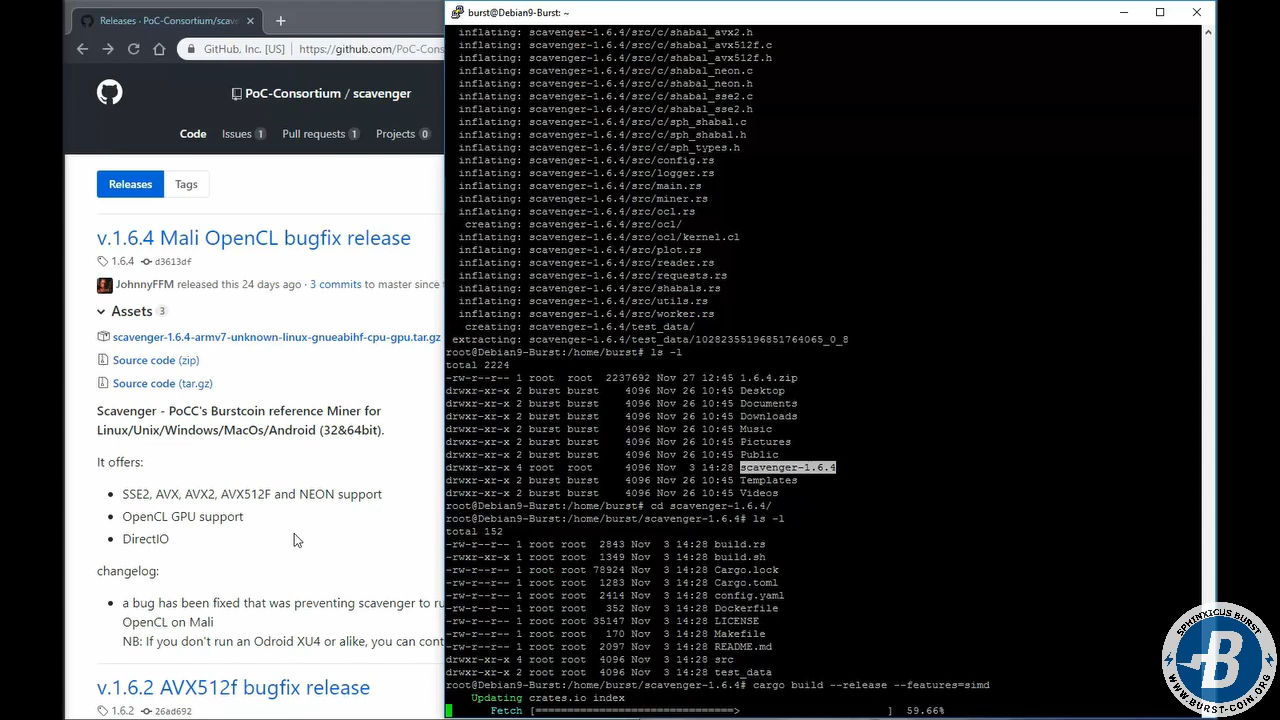 Releases · PoC-Consortium/scave
GitHub, Inc. [US]
https://github.com/PoC-Cons
PoC-Consortium / scavenger
Code Issues 1 Pull requests 1 Projects 0
Releases Tags
v.1.6.4 Mali OpenCL bugfix release
1.6.4 d3613df
JohnnyFFM released this 24 days ago · 3 commits to master since
Assets 3
scavenger-1.6.4-armv7-unknown-linux-gnueabihf-cpu-gpu.tar.gz
Source code (zip)
Source code (tar.gz)
Scavenger - PoCC's Burstcoin reference Miner for
Linux/Unix/Windows/MacOs/Android (32&64bit).
It offers:
SSE2, AVX, AVX2, AVX512F and NEON support
OpenCL GPU support
DirectIO
changelog:
a bug has been fixed that was preventing scavenger to ru
OpenCL on Mali
NB: If you don't run an Odroid XU4 or alike, you can cont
v.1.6.2 AVX512f bugfix release
1.6.2 26ad692
burst@Debian9-Burst: ~
inflating: scavenger-1.6.4/src/c/shabal_avx2.h
inflating: scavenger-1.6.4/src/c/shabal_avx512f.c
inflating: scavenger-1.6.4/src/c/shabal_avx512f.h
inflating: scavenger-1.6.4/src/c/shabal_neon.c
inflating: scavenger-1.6.4/src/c/shabal_neon.h
inflating: scavenger-1.6.4/src/c/shabal_sse2.c
inflating: scavenger-1.6.4/src/c/shabal_sse2.h
inflating: scavenger-1.6.4/src/c/sph_shabal.c
inflating: scavenger-1.6.4/src/c/sph_shabal.h
inflating: scavenger-1.6.4/src/c/sph_types.h
inflating: scavenger-1.6.4/src/config.rs
inflating: scavenger-1.6.4/src/logger.rs
inflating: scavenger-1.6.4/src/main.rs
inflating: scavenger-1.6.4/src/miner.rs
inflating: scavenger-1.6.4/src/ocl.rs
creating: scavenger-1.6.4/src/ocl/
inflating: scavenger-1.6.4/src/ocl/kernel.cl
inflating: scavenger-1.6.4/src/plot.rs
inflating: scavenger-1.6.4/src/reader.rs
inflating: scavenger-1.6.4/src/requests.rs
inflating: scavenger-1.6.4/src/shabals.rs
inflating: scavenger-1.6.4/src/utils.rs
inflating: scavenger-1.6.4/src/worker.rs
creating: scavenger-1.6.4/test_data/
extracting: scavenger-1.6.4/test_data/10282355196851764065_0_8
root@Debian9-Burst:/home/burst# ls -l
total 2224
-rw-r--r-- 1 root root 2237692 Nov 27 12:45 1.6.4.zip
drwxr-xr-x 2 burst burst 4096 Nov 26 10:45 Desktop
drwxr-xr-x 2 burst burst 4096 Nov 26 10:45 Documents
drwxr-xr-x 2 burst burst 4096 Nov 26 10:45 Downloads
drwxr-xr-x 2 burst burst 4096 Nov 26 10:45 Music
drwxr-xr-x 2 burst burst 4096 Nov 26 10:45 Pictures
drwxr-xr-x 2 burst burst 4096 Nov 26 10:45 Public
drwxr-xr-x 4 root root 4096 Nov 3 14:28 scavenger-1.6.4
drwxr-xr-x 2 burst burst 4096 Nov 26 10:45 Templates
drwxr-xr-x 2 burst burst 4096 Nov 26 10:45 Videos
root@Debian9-Burst:/home/burst# cd scavenger-1.6.4/
root@Debian9-Burst:/home/burst/scavenger-1.6.4# ls -l
total 152
-rw-r--r-- 1 root root 2843 Nov 3 14:28 build.rs
-rwxr-xr-x 1 root root 1349 Nov 3 14:28 build.sh
-rw-r--r-- 1 root root 78924 Nov 3 14:28 Cargo.lock
-rw-r--r-- 1 root root 1283 Nov 3 14:28 Cargo.toml
-rw-r--r-- 1 root root 2414 Nov 3 14:28 config.yaml
-rw-r--r-- 1 root root 352 Nov 3 14:28 Dockerfile
-rw-r--r-- 1 root root 35147 Nov 3 14:28 LICENSE
-rw-r--r-- 1 root root 170 Nov 3 14:28 Makefile
-rw-r--r-- 1 root root 2097 Nov 3 14:28 README.md
drwxr-xr-x 4 root root 4096 Nov 3 14:28 src
drwxr-xr-x 2 root root 4096 Nov 3 14:28 test_data
root@Debian9-Burst:/home/burst/scavenger-1.6.4# cargo build --release --features=simd
Updating crates.io index
Fetch [==============================> ] 59.66%